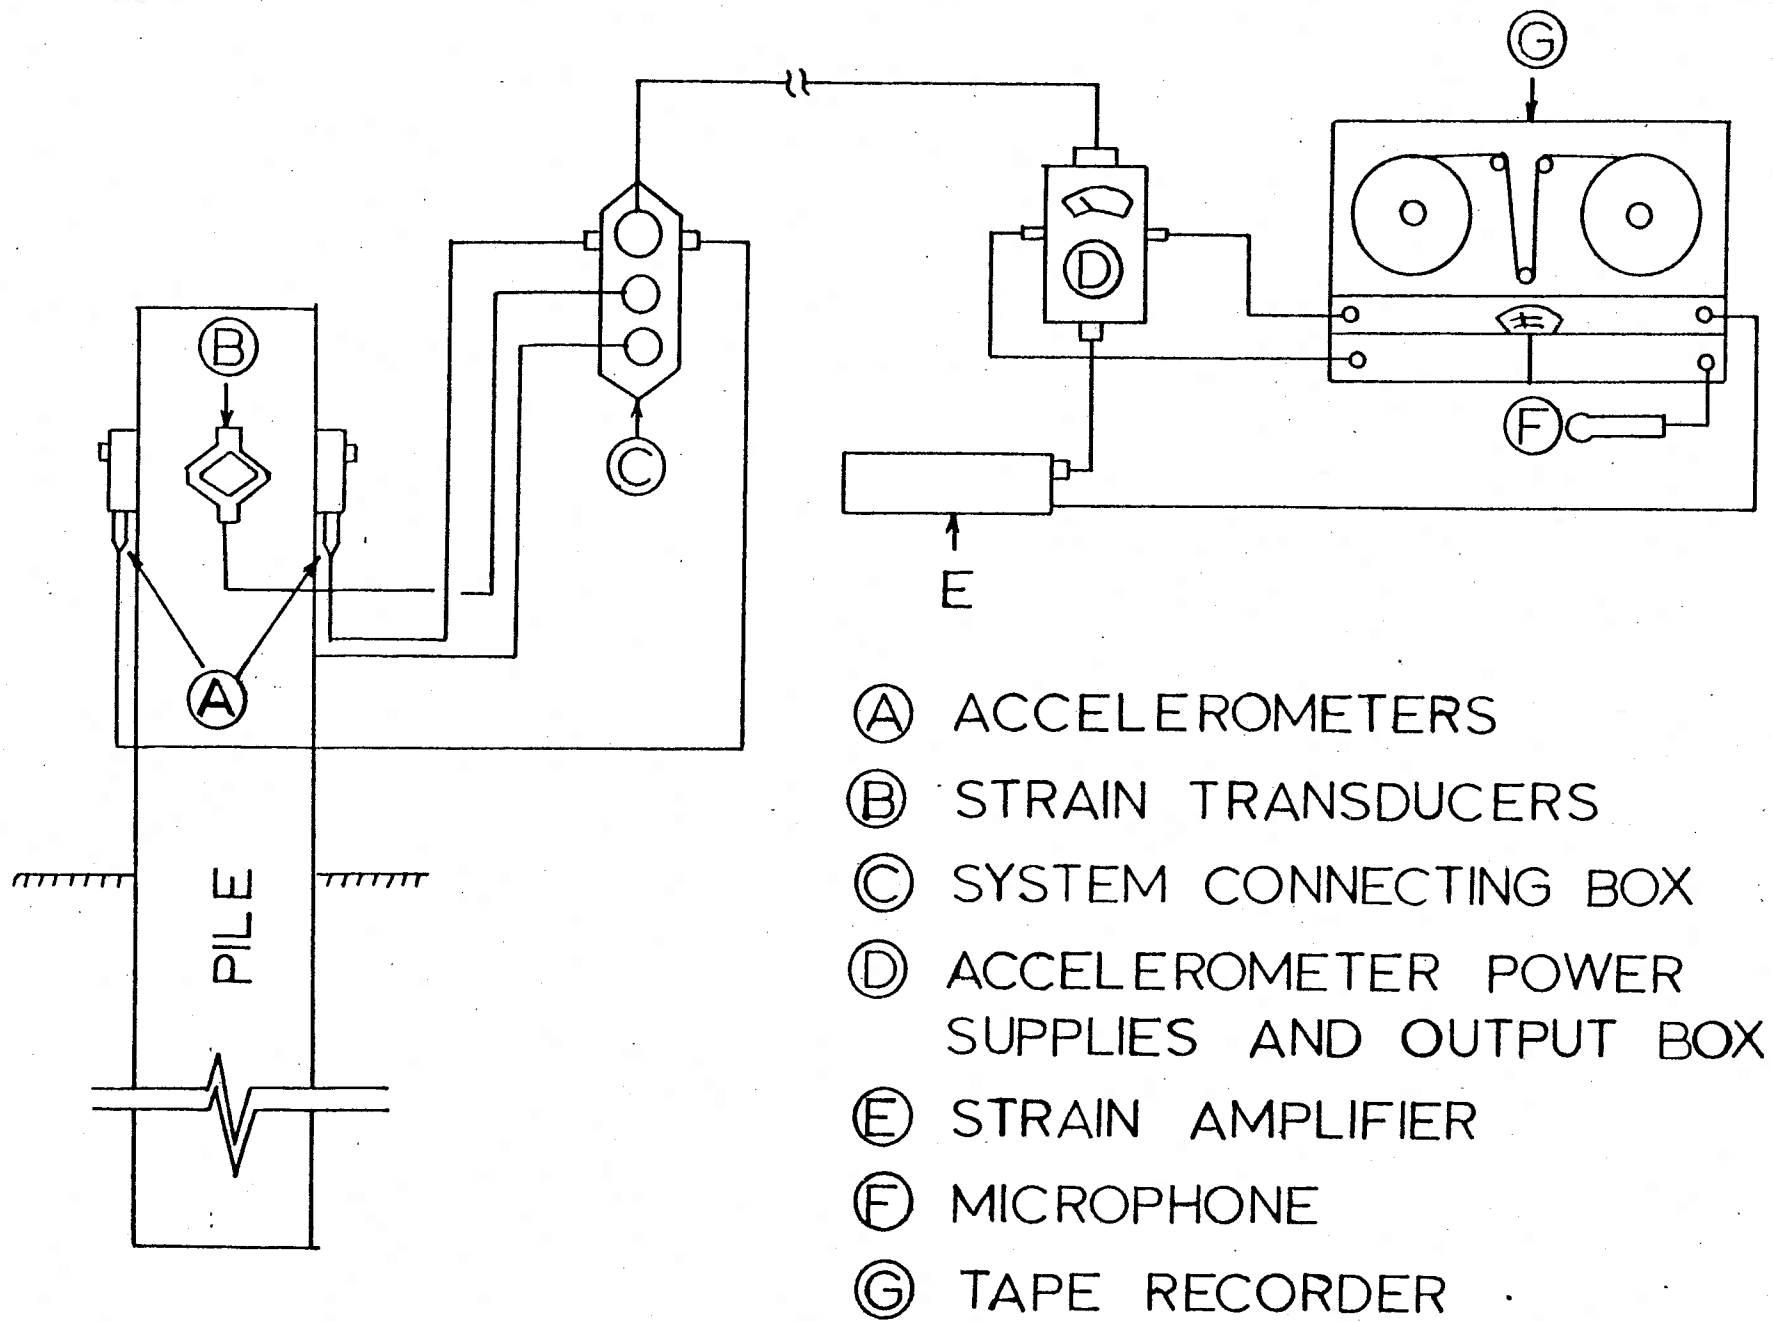 G
B
D
C
F
E
A
PILE
A ACCELEROMETERS
B STRAIN TRANSDUCERS
C SYSTEM CONNECTING BOX
D ACCELEROMETER POWER
SUPPLIES AND OUTPUT BOX
E STRAIN AMPLIFIER
F MICROPHONE
G TAPE RECORDER